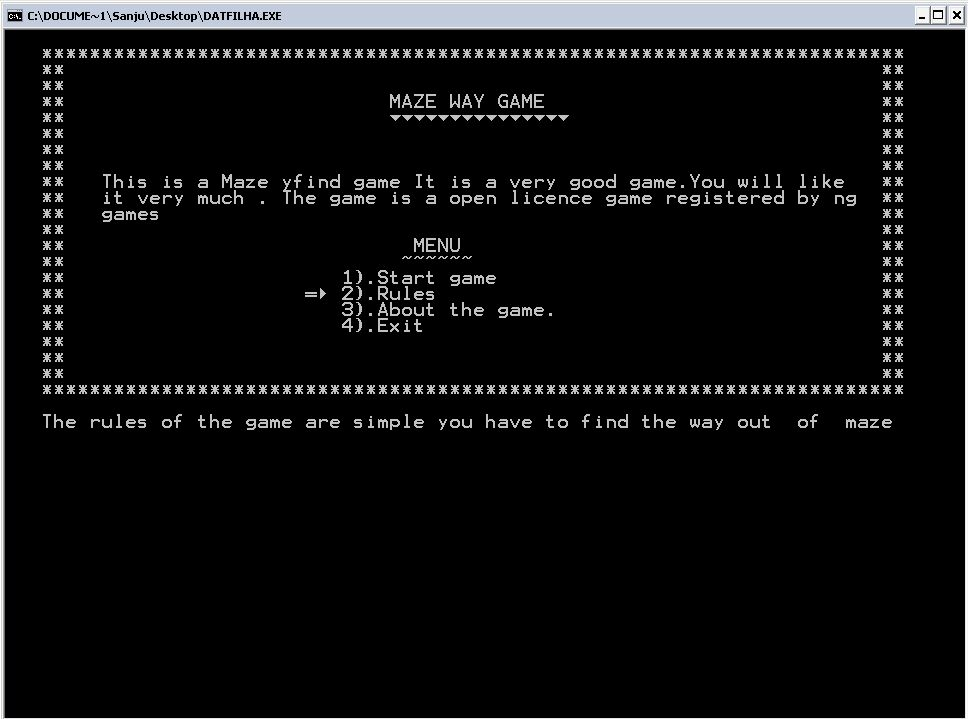 C:\DOCUME~1\Sanju\Desktop\DATFILHA.EXE
************************************************************************
** **
** **
** MAZE WAY GAME **
** ▼▼▼▼▼▼▼▼▼▼▼▼▼▼▼ **
** **
** **
** **
** This is a Maze yfind game It is a very good game.You will like **
** it very much . The game is a open licence game registered by ng **
** games **
** **
** MENU **
** ~~~~~~ **
** 1).Start game **
** => 2).Rules **
** 3).About the game. **
** 4).Exit **
** **
** **
** **
************************************************************************
The rules of the game are simple you have to find the way out  of  maze